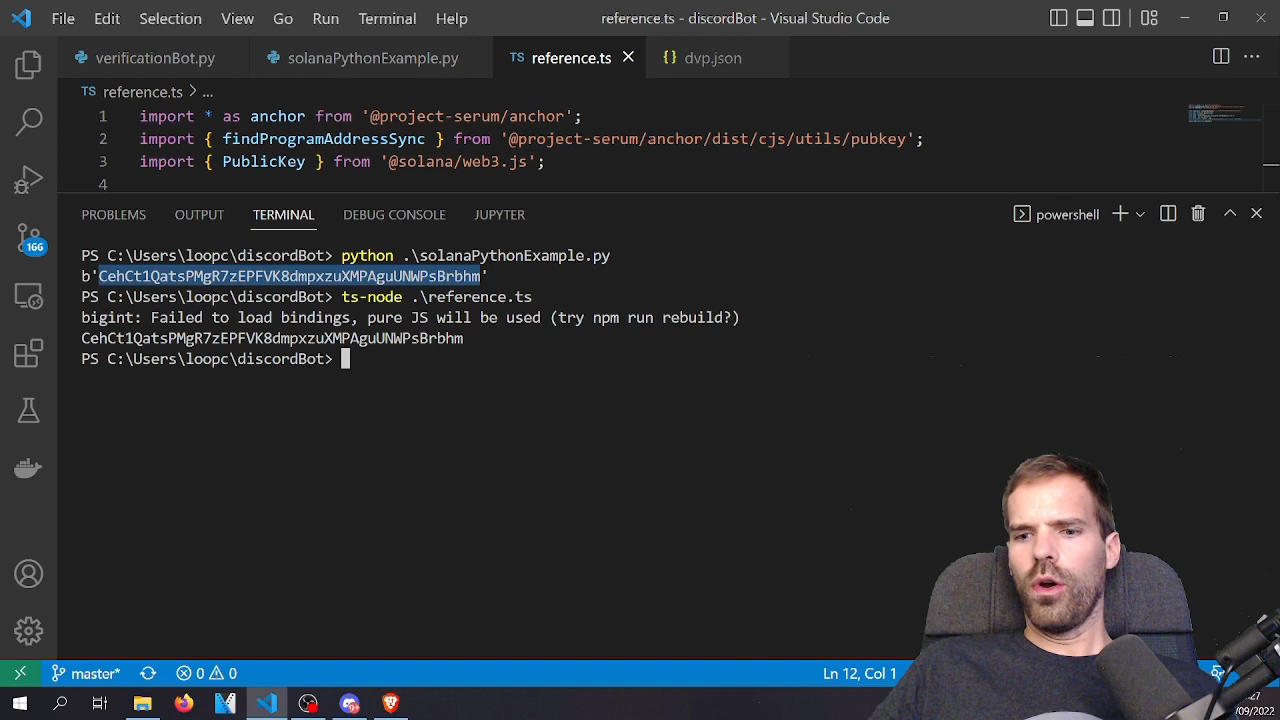 File Edit Selection View Go Run Terminal Help reference.ts - discordBot - Visual Studio Code
verificationBot.py solanaPythonExample.py TS reference.ts {} dvp.json
TS reference.ts > ...
1 import * as anchor from '@project-serum/anchor';
2 import { findProgramAddressSync } from '@project-serum/anchor/dist/cjs/utils/pubkey';
3 import { PublicKey } from '@solana/web3.js';
4
PROBLEMS OUTPUT TERMINAL DEBUG CONSOLE JUPYTER powershell
PS C:\Users\loopc\discordBot> python .\solanaPythonExample.py
b'CehCt1QatsPMgR7zEPFVK8dmpxzuXMPAguUNWPsBrbhm'
PS C:\Users\loopc\discordBot> ts-node .\reference.ts
bigint: Failed to load bindings, pure JS will be used (try npm run rebuild?)
CehCt1QatsPMgR7zEPFVK8dmpxzuXMPAguUNWPsBrbhm
PS C:\Users\loopc\discordBot>
166
master* 0 0 Ln 12, Col 1
:27
/09/2022